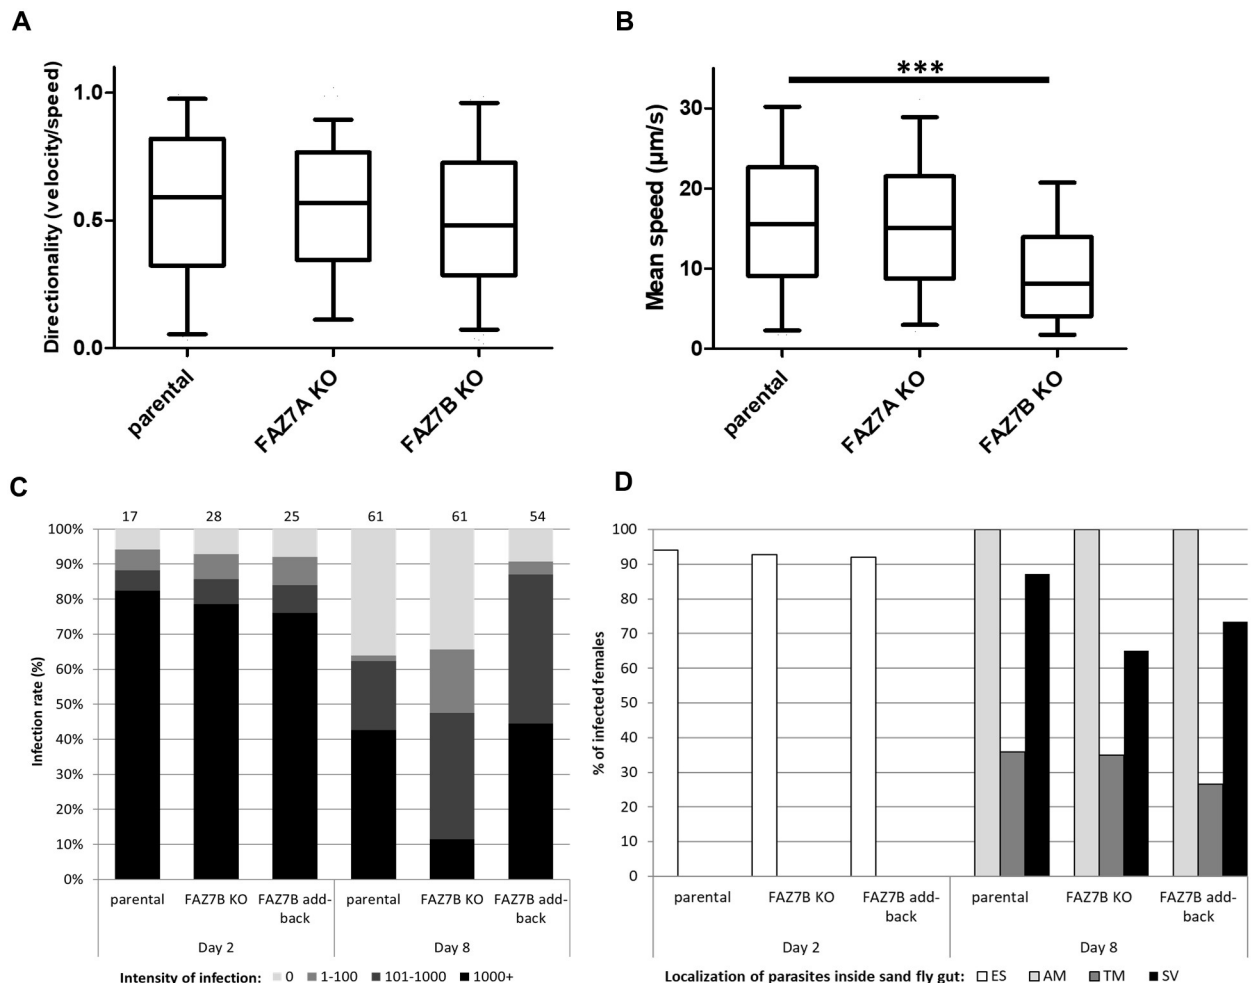 A
Directionality (velocity/speed)
1.0
0.5
0.0
parental
FAZ7A KO
FAZ7B KO
B
***
Mean speed (µm/s)
30
20
10
0
parental
FAZ7A KO
FAZ7B KO
C
17 28 25 61 61 54
Infection rate (%)
100%
90%
80%
70%
60%
50%
40%
30%
20%
10%
0%
parental FAZ7B KO FAZ7B add- parental FAZ7B KO FAZ7B add-
back back
Day 2 Day 8
Intensity of infection: 0 1-100 101-1000 1000+
D
% of infected females
100
90
80
70
60
50
40
30
20
10
0
parental FAZ7B KO FAZ7B add- parental FAZ7B KO FAZ7B add-
back back
Day 2 Day 8
Localization of parasites inside sand fly gut: ES AM TM SV